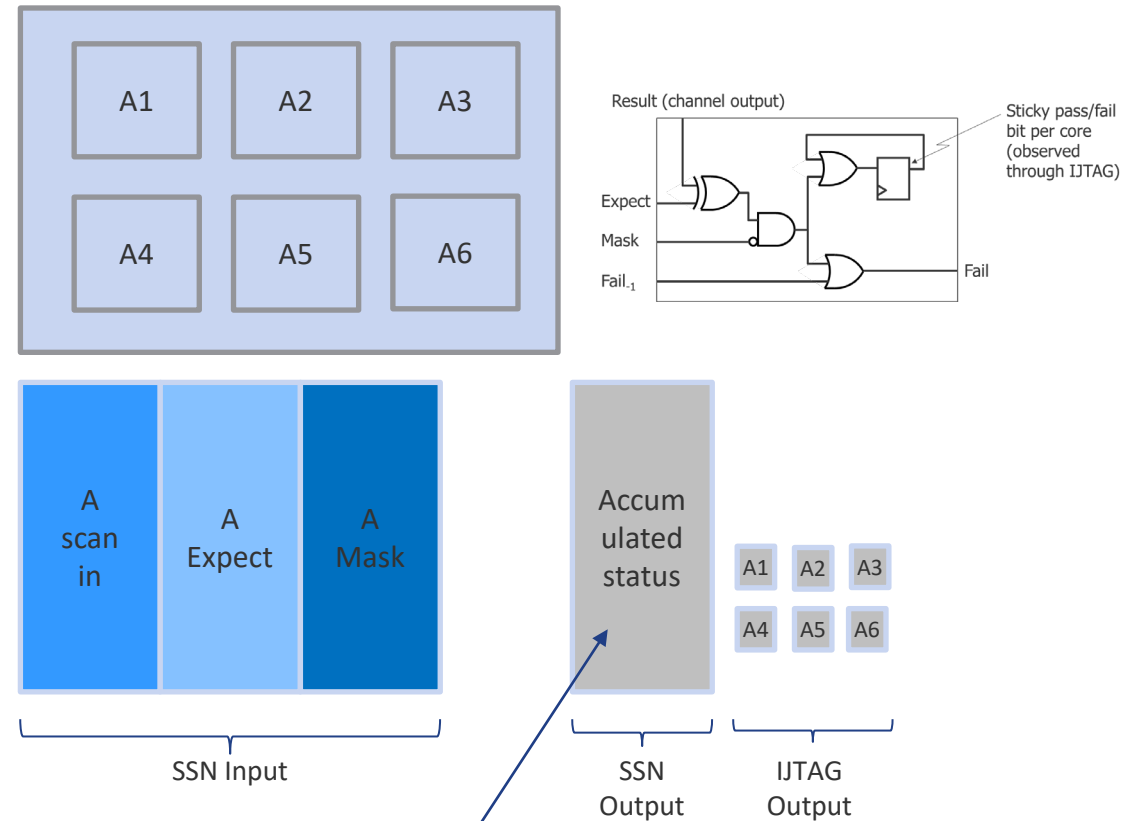 A1
A2
A3
A4
A5
A6
Result (channel output)
Expect
Mask
Fail-1
Fail
Sticky pass/fail
bit per core
(observed
through IJTAG)
A
scan
in
A
Expect
A
Mask
Accum
ulated
status
A1
A2
A3
A4
A5
A6
SSN Input
SSN
Output
IJTAG
Output